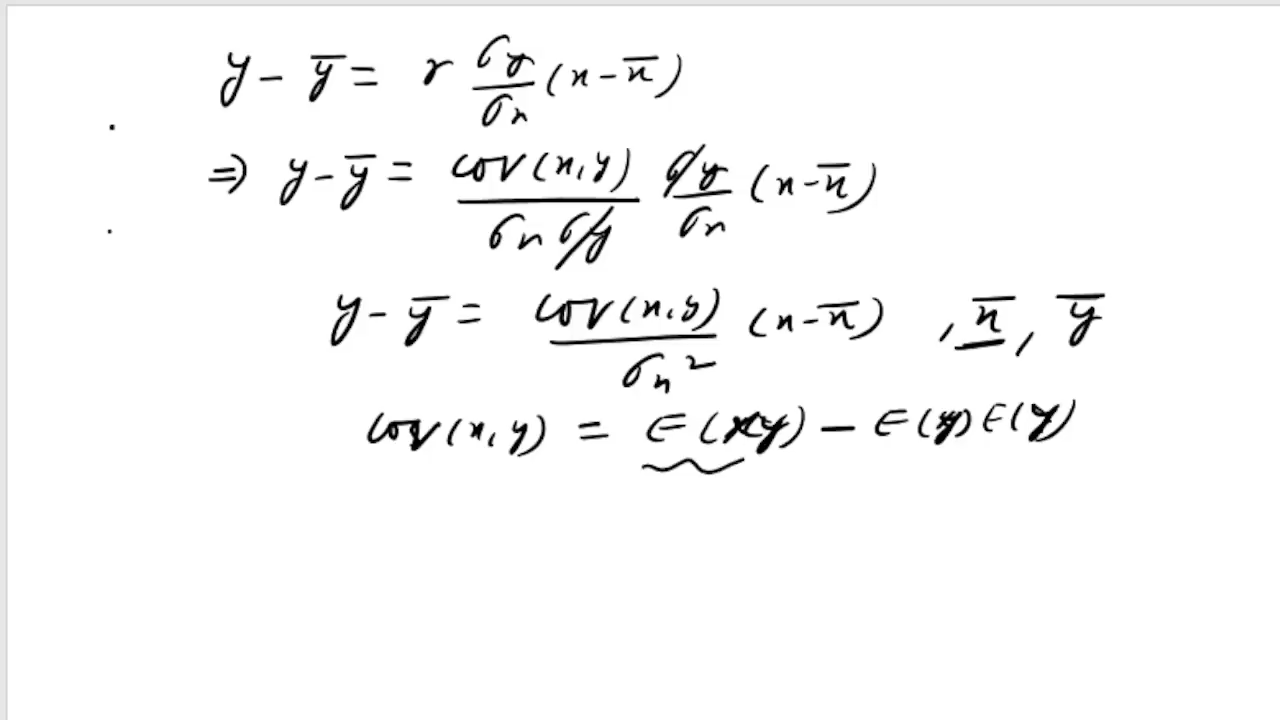 y - ȳ = r σy/σx (x - x̄)
⇒ y - ȳ = cov(x,y)/(σx σy) σy/σx (x - x̄)
y - ȳ = cov(x,y)/σx² (x - x̄) , x̄, ȳ
cov(x,y) = E(xy) - E(x)E(y)